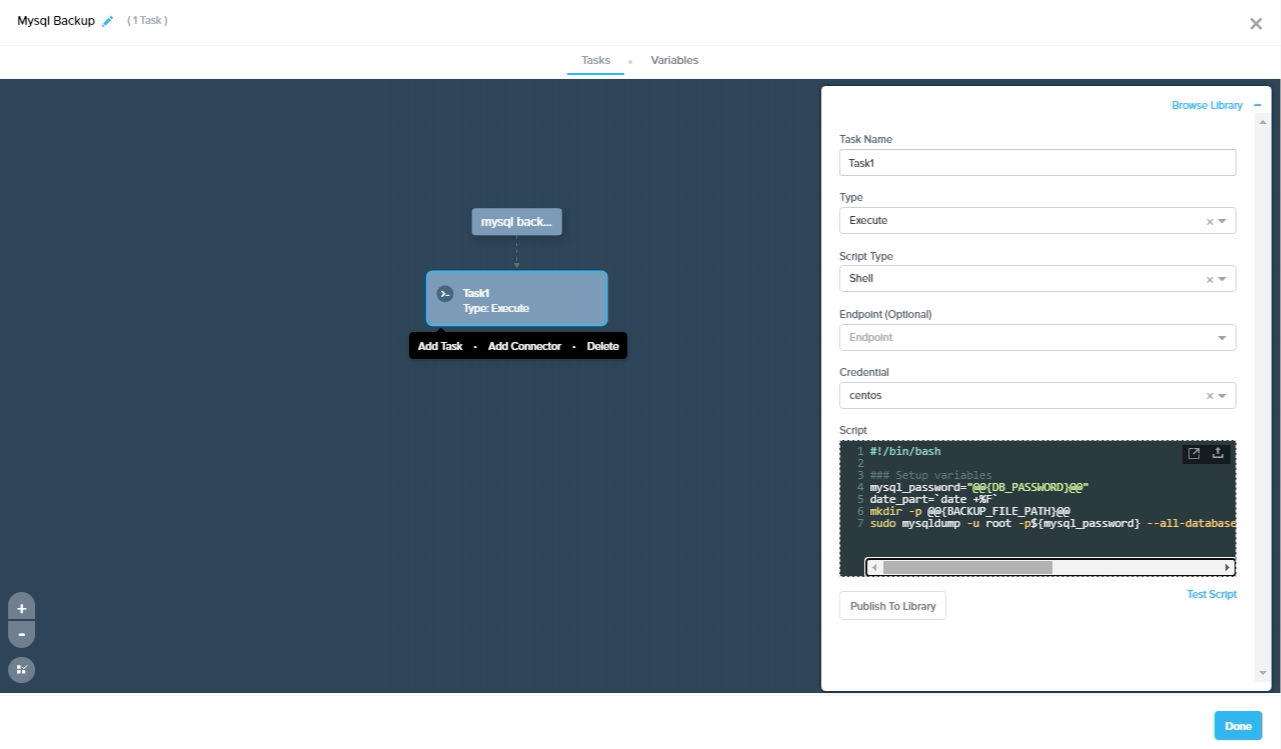 Mysql Backup (1 Task)
Tasks Variables
Browse Library
Task Name
Task1
Type
Execute
Script Type
Shell
Endpoint (Optional)
Endpoint
Credential
centos
Script
1 #!/bin/bash
2
3 ### Setup variables
4 mysql_password="@@{DB_PASSWORD}@@"
5 date_part=`date +%F`
6 mkdir -p @@{BACKUP_FILE_PATH}@@
7 sudo mysqldump -u root -p${mysql_password} --all-database
Publish To Library
Test Script
mysql back...
Task1
Type: Execute
Add Task - Add Connector - Delete
Done